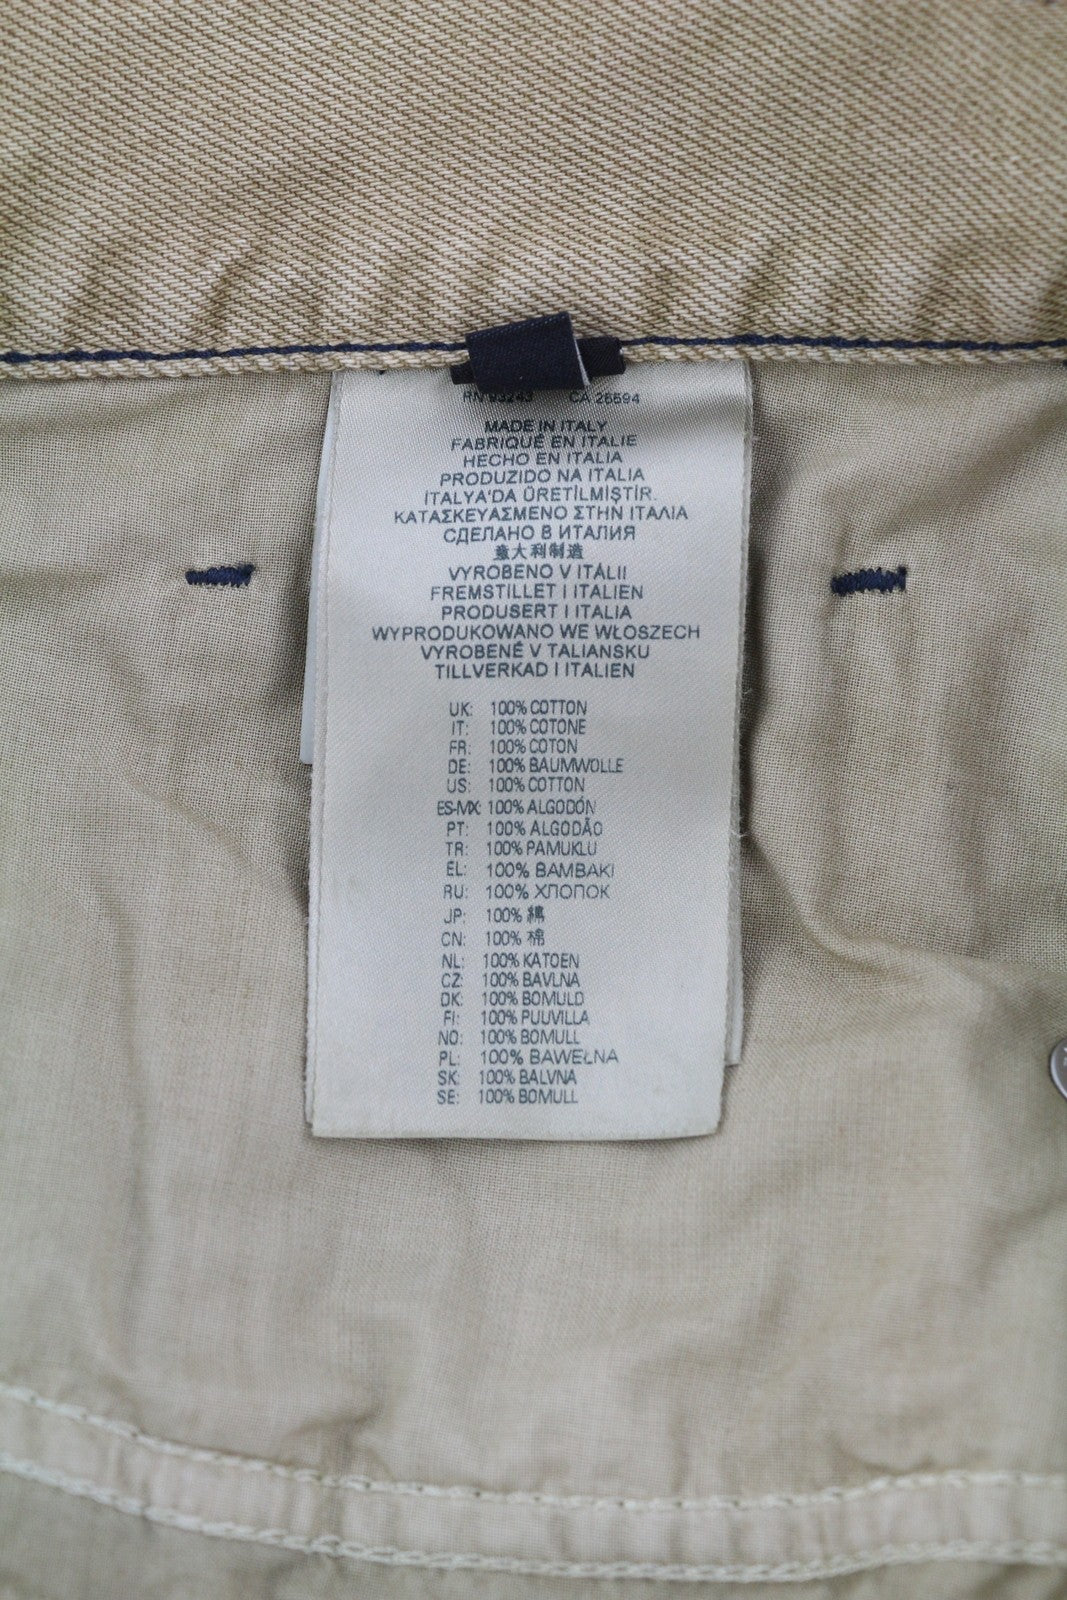 RN 93243 CA 25594
MADE IN ITALY
FABRIQUÉ EN ITALIE
HECHO EN ITALIA
PRODUZIDO NA ITALIA
ITALYA'DA ÜRETİLMİŞTİR.
ΚΑΤΑΣΚΕΥΑΣΜΕΝΟ ΣΤΗΝ ΙΤΑΛΙΑ
СДЕЛАНО В ИТАЛИЯ
意大利制造
VYROBENO V ITÁLII
FREMSTILLET I ITALIEN
PRODUSERT I ITALIA
WYPRODUKOWANO WE WŁOSZECH
VYROBENÉ V TALIANSKU
TILLVERKAD I ITALIEN
UK: 100% COTTON
IT: 100% COTONE
FR: 100% COTON
DE: 100% BAUMWOLLE
US: 100% COTTON
ES-MX: 100% ALGODÓN
PT: 100% ALGODÃO
TR: 100% PAMUKLU
EL: 100% ΒΑΜΒΑΚΙ
RU: 100% ХЛОПОК
JP: 100% 綿
CN: 100% 棉
NL: 100% KATOEN
CZ: 100% BAVLNA
DK: 100% BOMULD
FI: 100% PUUVILLA
NO: 100% BOMULL
PL: 100% BAWEŁNA
SK: 100% BALVNA
SE: 100% BOMULL